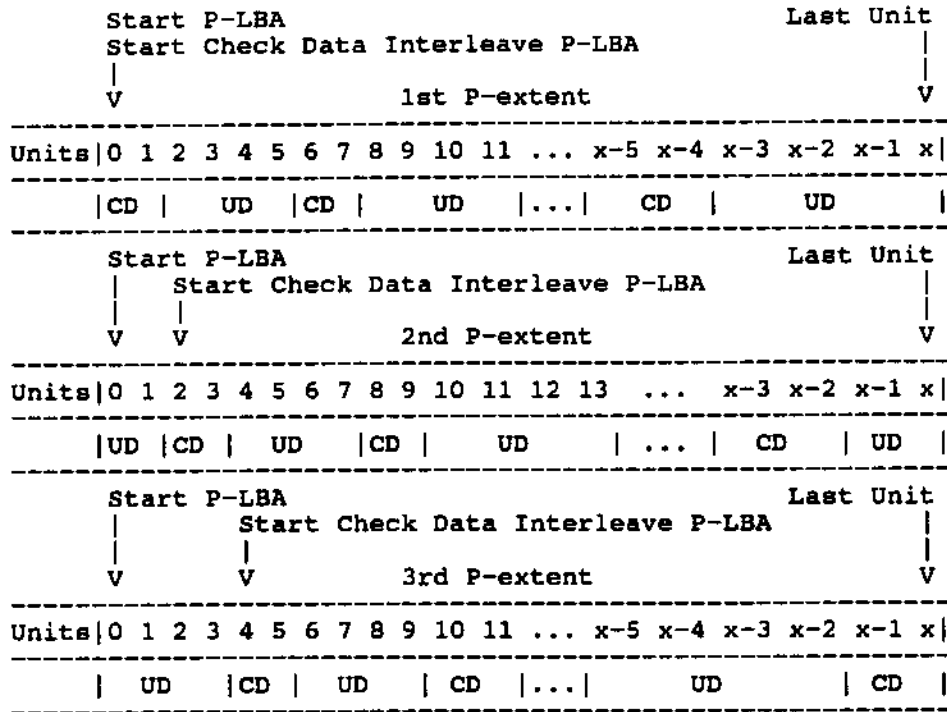 Start P-LBA Last Unit
Start Check Data Interleave P-LBA |
| |
V 1st P-extent V
Units|0 1 2 3 4 5 6 7 8 9 10 11 ... x-5 x-4 x-3 x-2 x-1 x|
|CD | UD |CD | UD |...| CD | UD |
Start P-LBA Last Unit
| Start Check Data Interleave P-LBA |
| | |
V V 2nd P-extent V
Units|0 1 2 3 4 5 6 7 8 9 10 11 12 13 ... x-3 x-2 x-1 x|
|UD |CD | UD |CD | UD | ... | CD | UD |
Start P-LBA Last Unit
| Start Check Data Interleave P-LBA |
| | |
V V 3rd P-extent V
Units|0 1 2 3 4 5 6 7 8 9 10 11 ... x-5 x-4 x-3 x-2 x-1 x|
| UD |CD | UD | CD |...| UD | CD |